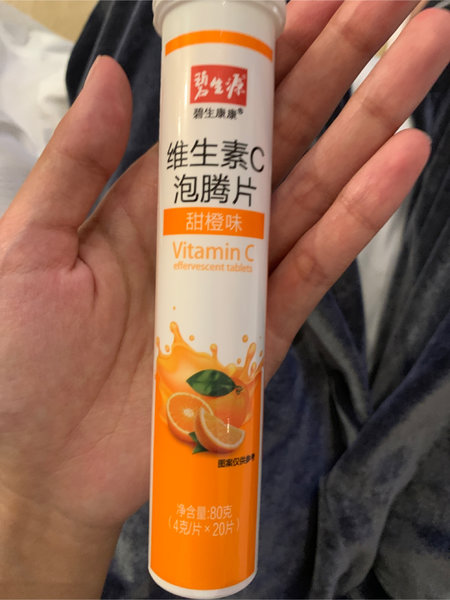 碧生源
碧生康康®
维生素C
泡腾片
甜橙味
Vitamin C
effervescent tablets
图案仅供参考
净含量:80克
(4克/片×20片)